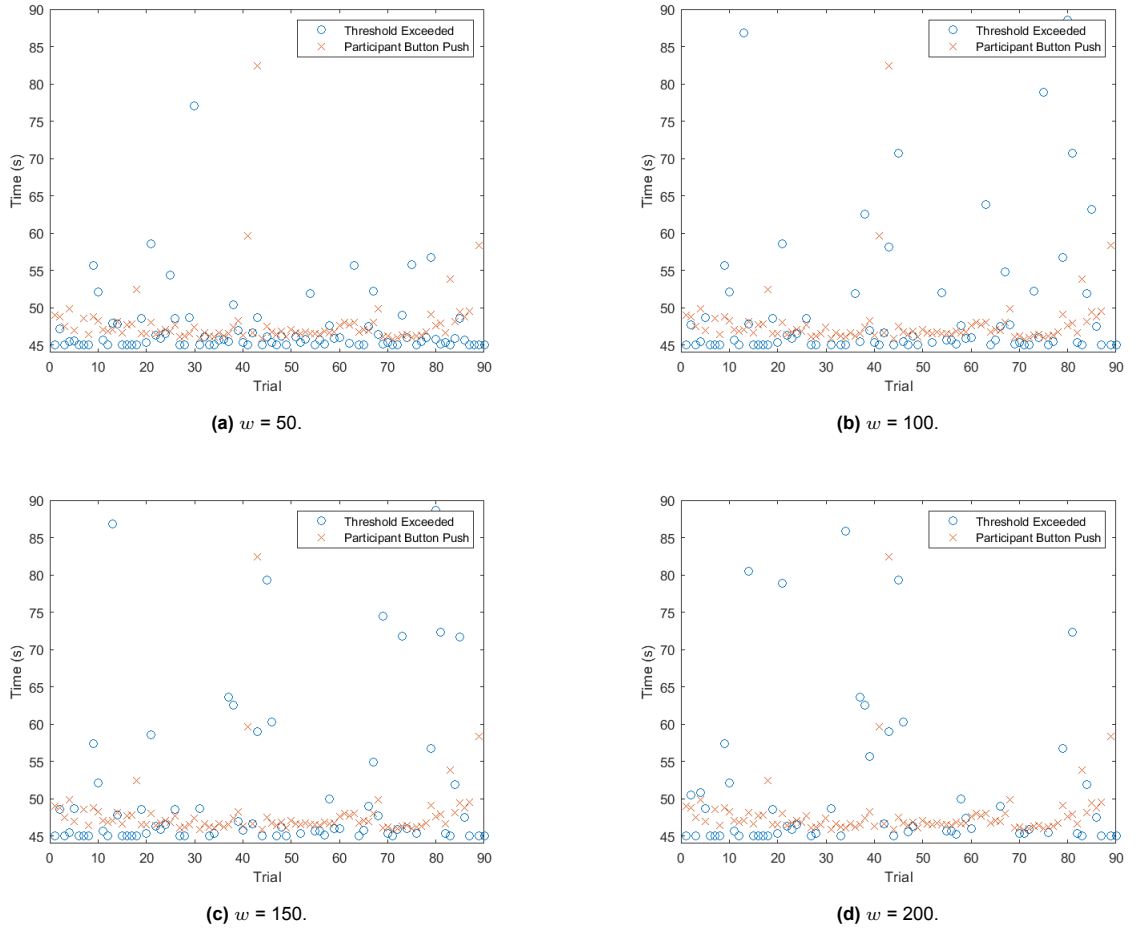 90
85
80
75
70
65
60
55
50
45
Time (s)
Threshold Exceeded
Participant Button Push
0 10 20 30 40 50 60 70 80 90
Trial
(a) w = 50.
90
85
80
75
70
65
60
55
50
45
Time (s)
Threshold Exceeded
Participant Button Push
0 10 20 30 40 50 60 70 80 90
Trial
(b) w = 100.
90
85
80
75
70
65
60
55
50
45
Time (s)
Threshold Exceeded
Participant Button Push
0 10 20 30 40 50 60 70 80 90
Trial
(c) w = 150.
90
85
80
75
70
65
60
55
50
45
Time (s)
Threshold Exceeded
Participant Button Push
0 10 20 30 40 50 60 70 80 90
Trial
(d) w = 200.